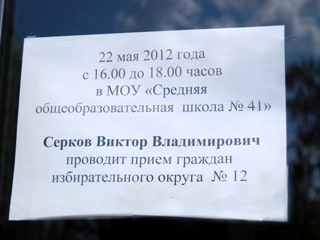 22 мая 2012 года
с 16.00 до 18.00 часов
в МОУ «Средняя
общеобразовательная школа № 41»
Серков Виктор Владимирович
проводит прием граждан
избирательного округа № 12